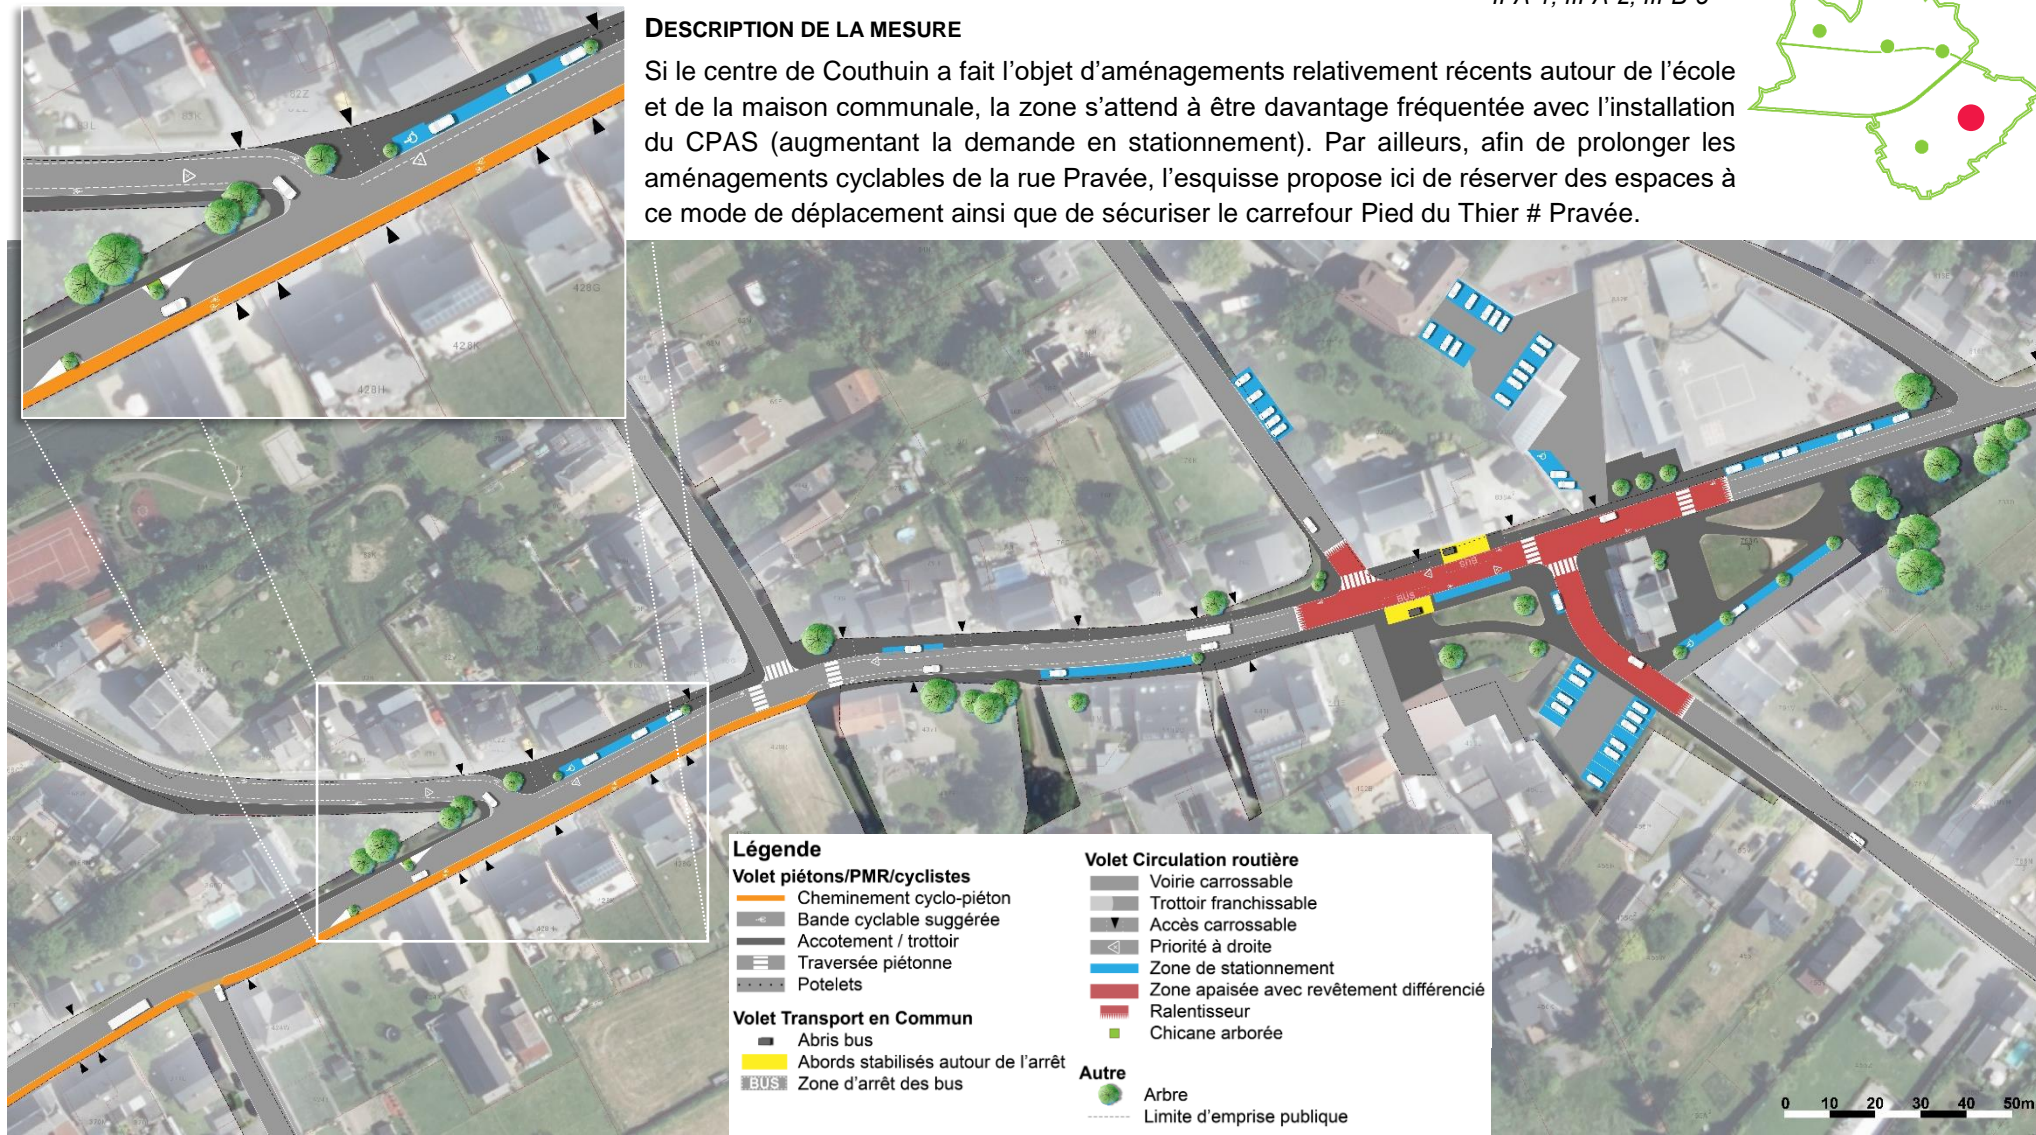 DESCRIPTION DE LA MESURE
Si le centre de Couthuin a fait l’objet d’aménagements relativement récents autour de l’école
et de la maison communale, la zone s’attend à être davantage fréquentée avec l’installation
du CPAS (augmentant la demande en stationnement). Par ailleurs, afin de prolonger les
aménagements cyclables de la rue Pravée, l’esquisse propose ici de réserver des espaces à
ce mode de déplacement ainsi que de sécuriser le carrefour Pied du Thier # Pravée.
83L
83K
428G
428K
428H
BUS
BUS
Légende
Volet piétons/PMR/cyclistes
Cheminement cyclo-piéton
Bande cyclable suggérée
Accotement / trottoir
Traversée piétonne
Potelets
Volet Transport en Commun
Abris bus
Abords stabilisés autour de l'arrêt
BUS Zone d'arrêt des bus
Volet Circulation routière
Voirie carrossable
Trottoir franchissable
Accès carrossable
Priorité à droite
Zone de stationnement
Zone apaisée avec revêtement différencié
Ralentisseur
Chicane arborée
Autre
Arbre
Limite d'emprise publique
0 10 20 30 40 50m